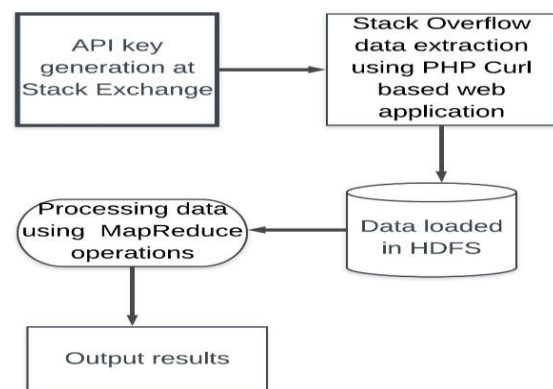 API key
generation at
Stack Exchange
Stack Overflow
data extraction
using PHP Curl
based web
application
Data loaded
in HDFS
Processing data
using MapReduce
operations
Output results